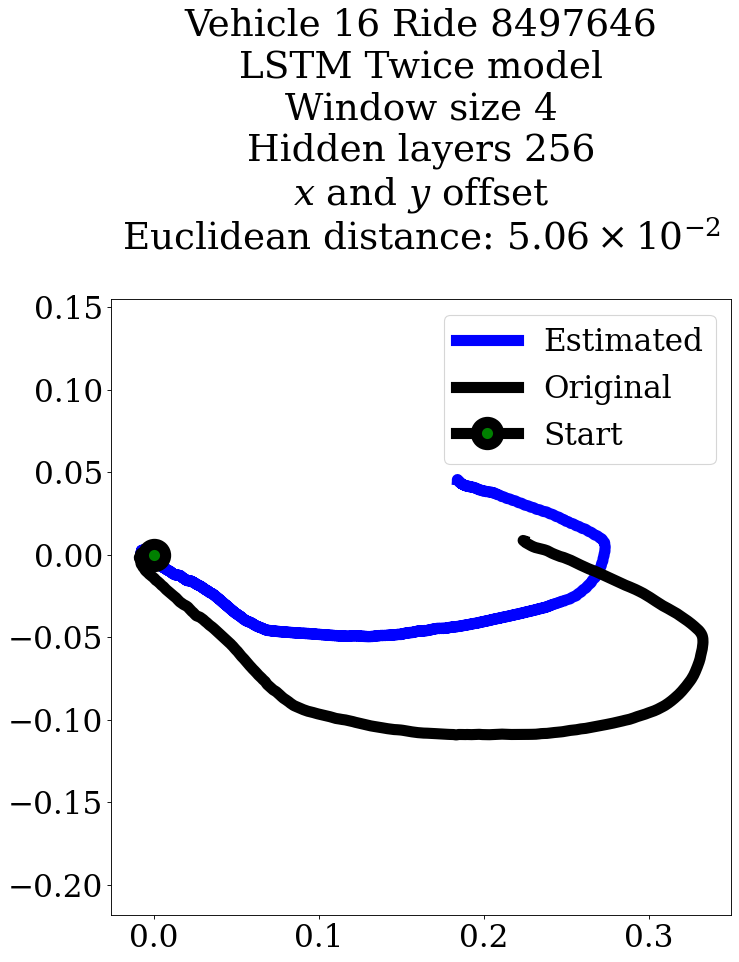 Vehicle 16 Ride 8497646
LSTM Twice model
Window size 4
Hidden layers 256
x and y offset
Euclidean distance: 5.06 × 10⁻²
Estimated
Original
Start
0.15
0.10
0.05
0.00
−0.05
−0.10
−0.15
−0.20
0.0 0.1 0.2 0.3